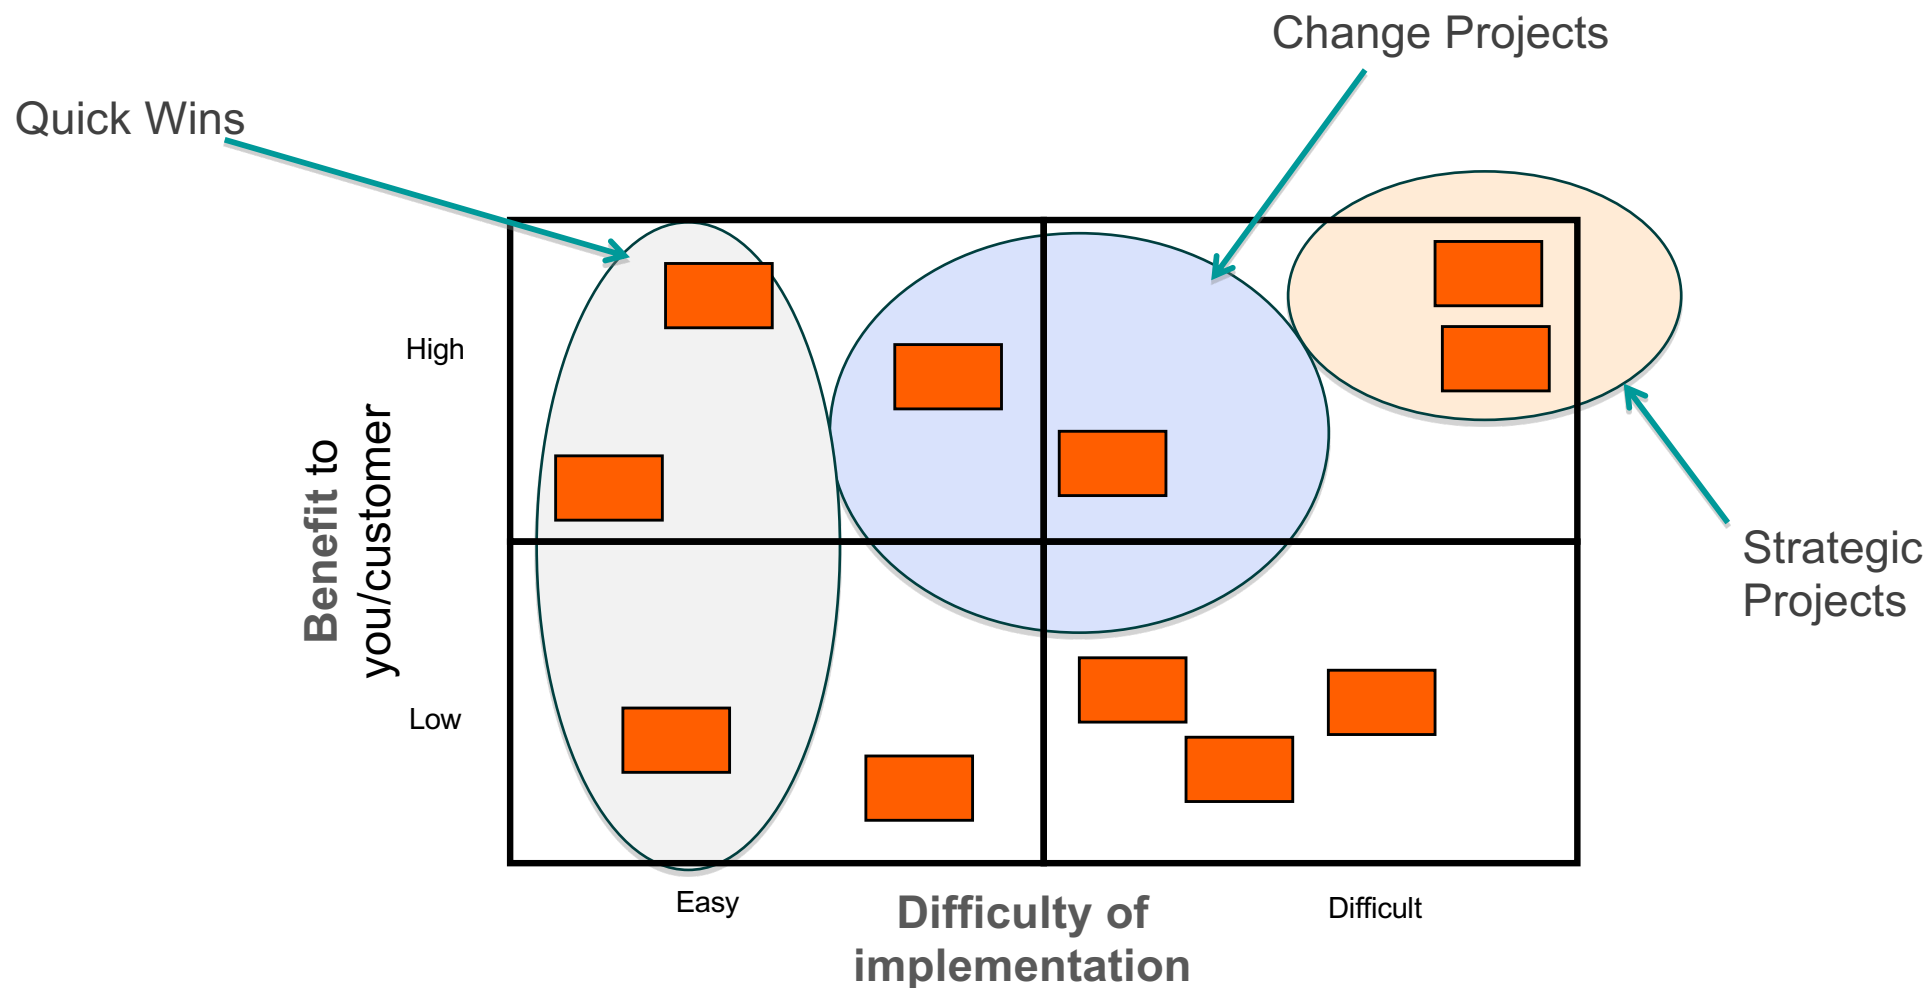 Change Projects
Quick Wins
High
Benefit to
you/customer
Strategic
Projects
Low
Easy
Difficulty of
implementation
Difficult